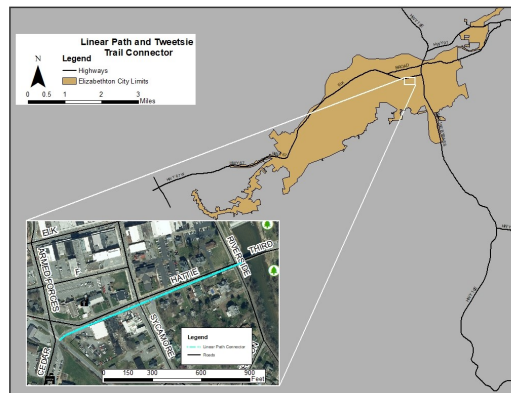 Linear Path and Tweetsie
Trail Connector
N
Legend
Highways
Elizabethton City Limits
0 0.5 1 2 3
Miles
BROAD
ELK
ARMED FORCES
HATTIE
RIVERSIDE
THIRD
SYCAMORE
CEDAR
Legend
Linear Path Connector
Roads
0 150 300 600 900
Feet